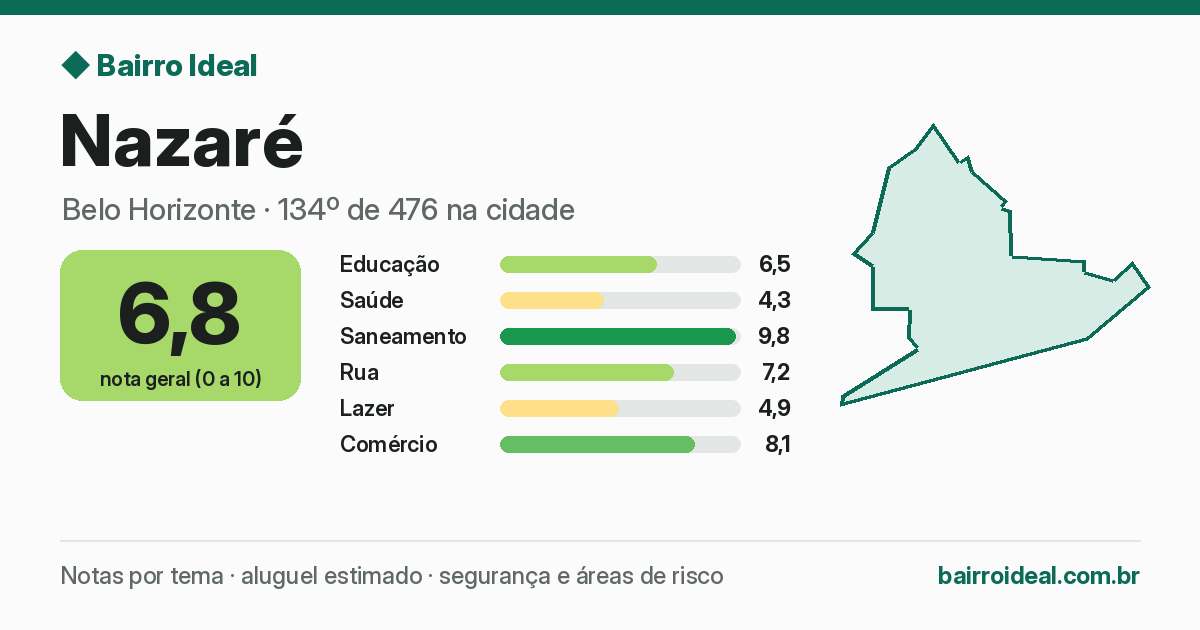 Bairro Ideal
Nazaré
Belo Horizonte · 134º de 476 na cidade
6,8
nota geral (0 a 10)
Educação 6,5
Saúde 4,3
Saneamento 9,8
Rua 7,2
Lazer 4,9
Comércio 8,1
Notas por tema · aluguel estimado · segurança e áreas de risco
bairroideal.com.br